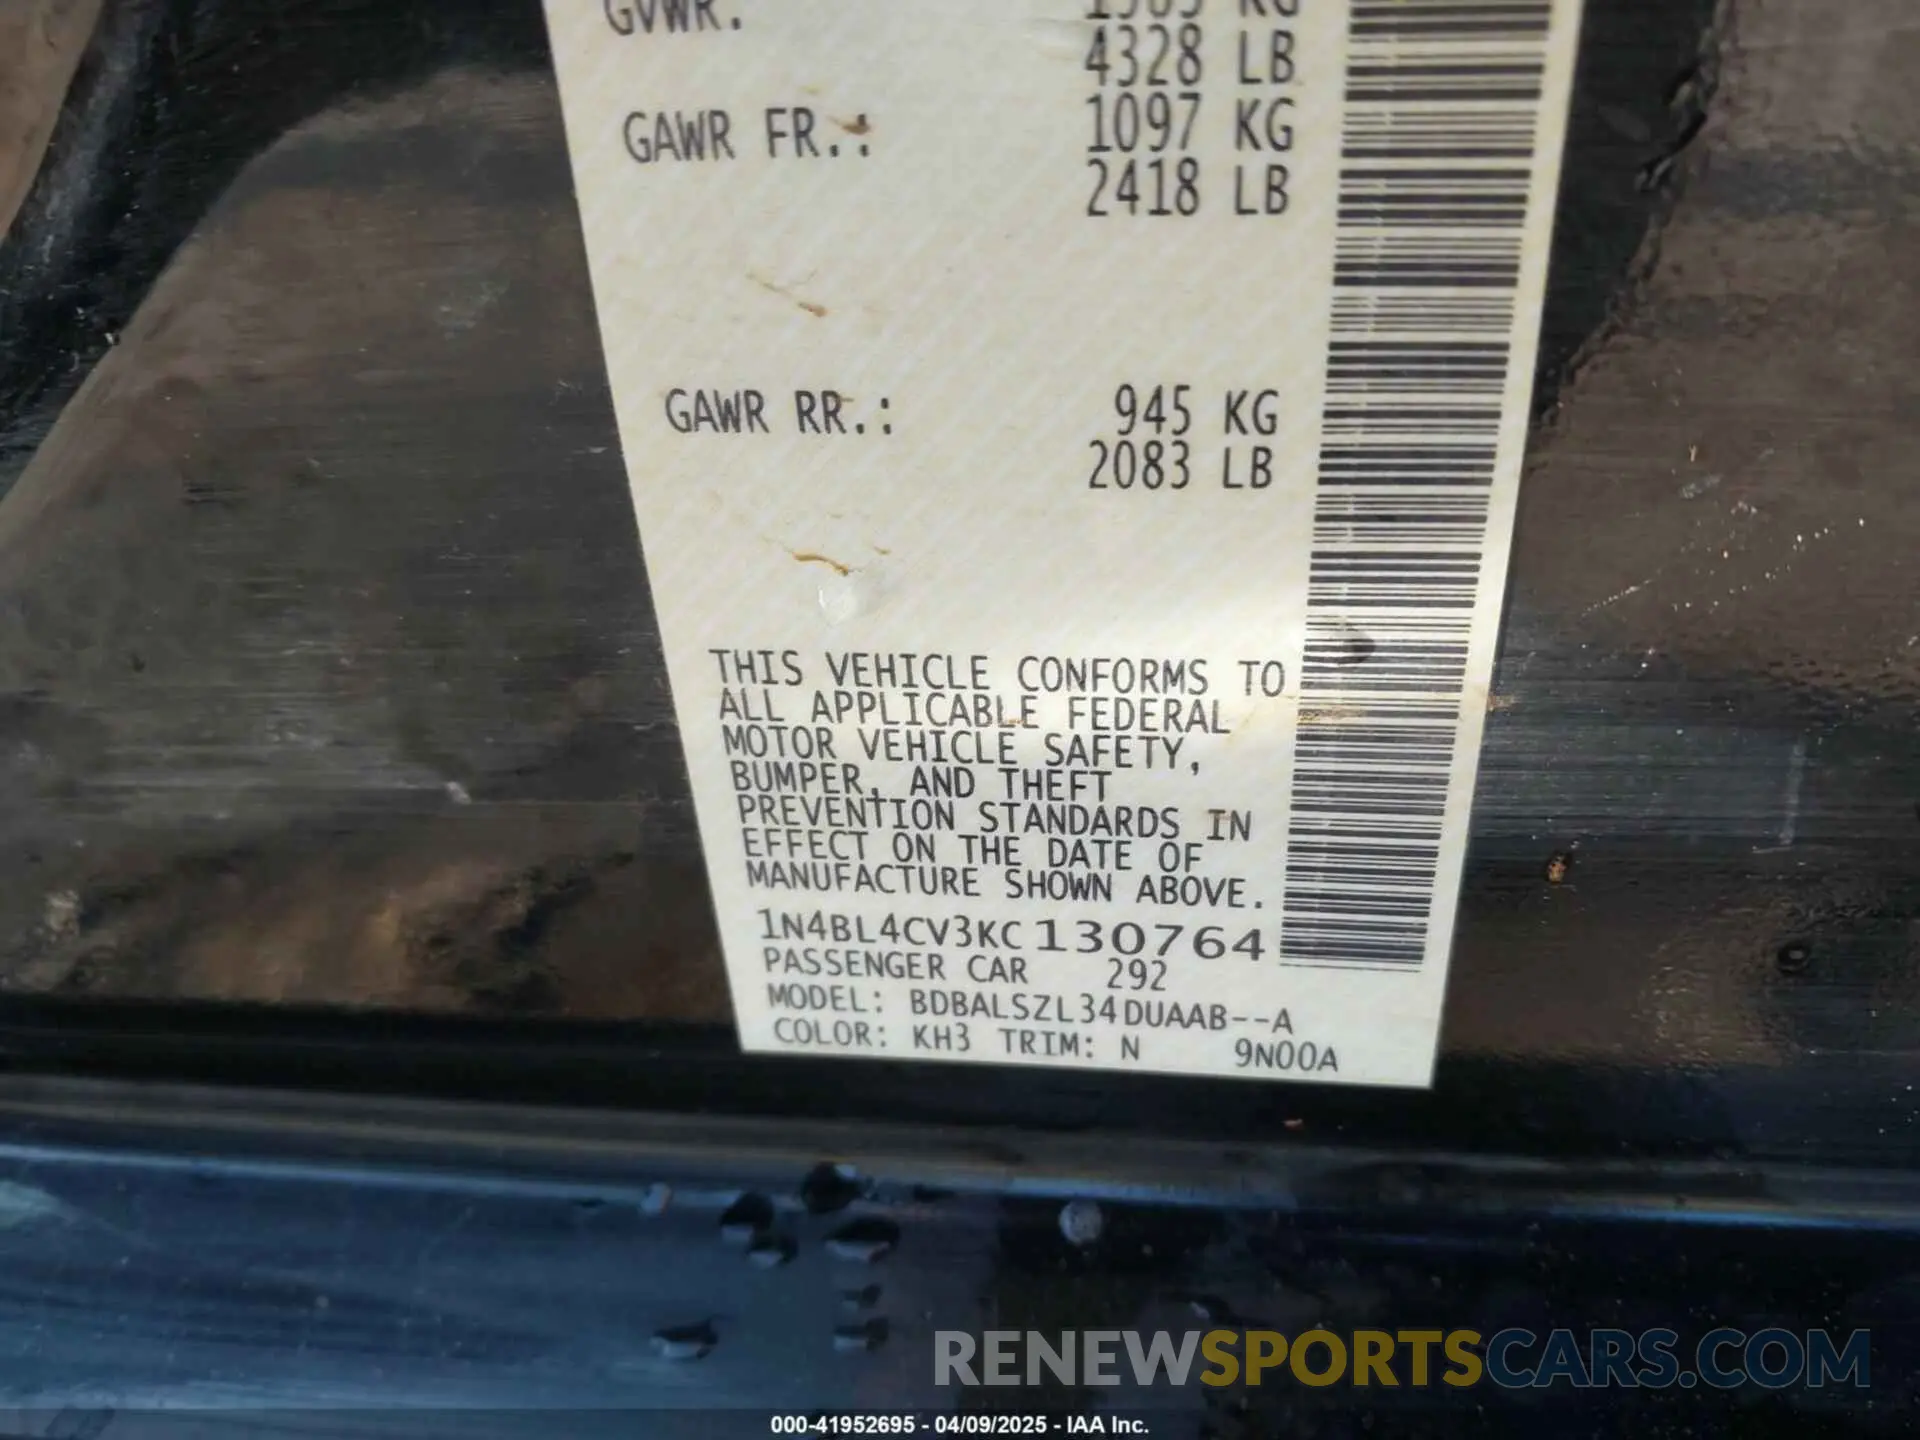 GVWR.
4328 LB
GAWR FR.: 1097 KG
2418 LB
GAWR RR.: 945 KG
2083 LB
THIS VEHICLE CONFORMS TO
ALL APPLICABLE FEDERAL
MOTOR VEHICLE SAFETY,
BUMPER, AND THEFT
PREVENTION STANDARDS IN
EFFECT ON THE DATE OF
MANUFACTURE SHOWN ABOVE.
1N4BL4CV3KC130764
PASSENGER CAR 292
MODEL: BDBALSZL34DUAAB--A
COLOR: KH3 TRIM: N 9N00A
RENEWSPORTSCARS.COM
000-41952695 - 04/09/2025 - IAA Inc.